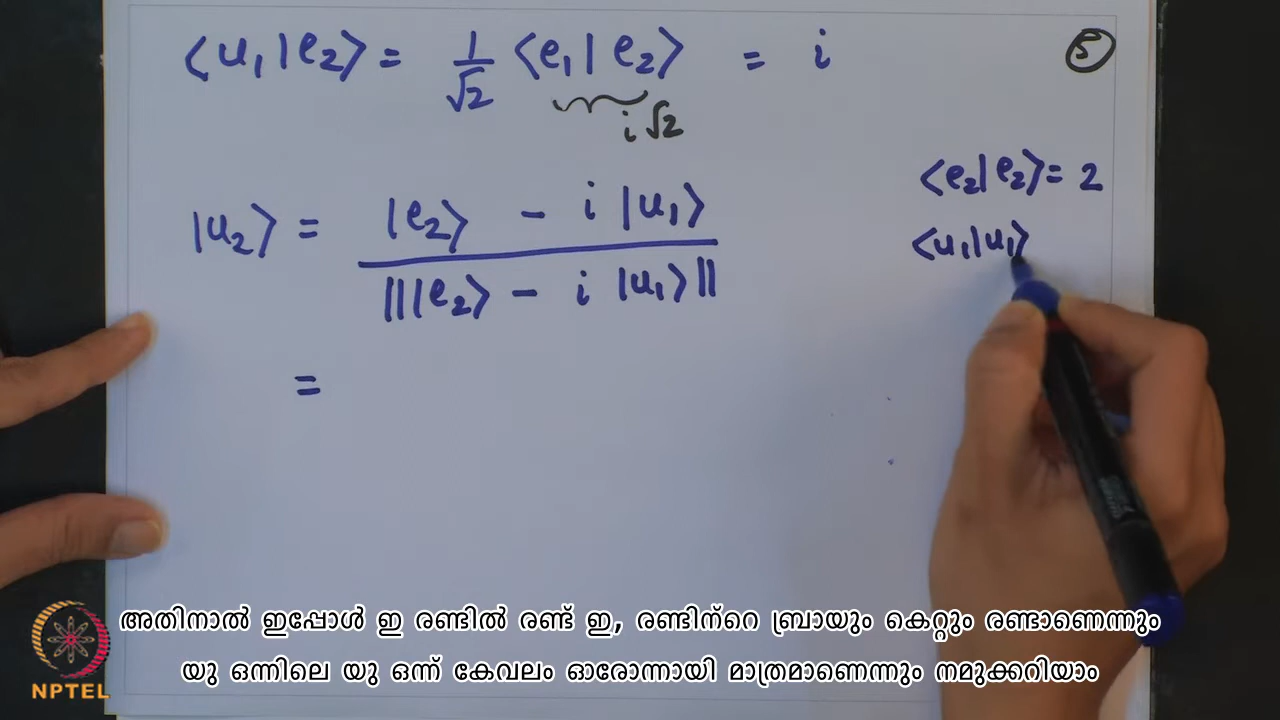 ⟨u₁|e₂⟩ = 1/√2 ⟨e₁|e₂⟩ = i
5
i√2
⟨e₂|e₂⟩ = 2
|u₂⟩ = |e₂⟩ - i |u₁⟩ / || |e₂⟩ - i |u₁⟩ ||
⟨u₁|u₁⟩
=
അതിനാൽ ഇപ്പോൾ ഇ രണ്ടിൽ രണ്ട് ഇ, രണ്ടിന്റെ ബ്രായും കെറ്റും രണ്ടാണെന്നും
യു ഒന്നിലെ യു ഒന്ന് കേവലം ഓരോന്നായി മാത്രമാണെന്നും നമുക്കറിയാം
NPTEL